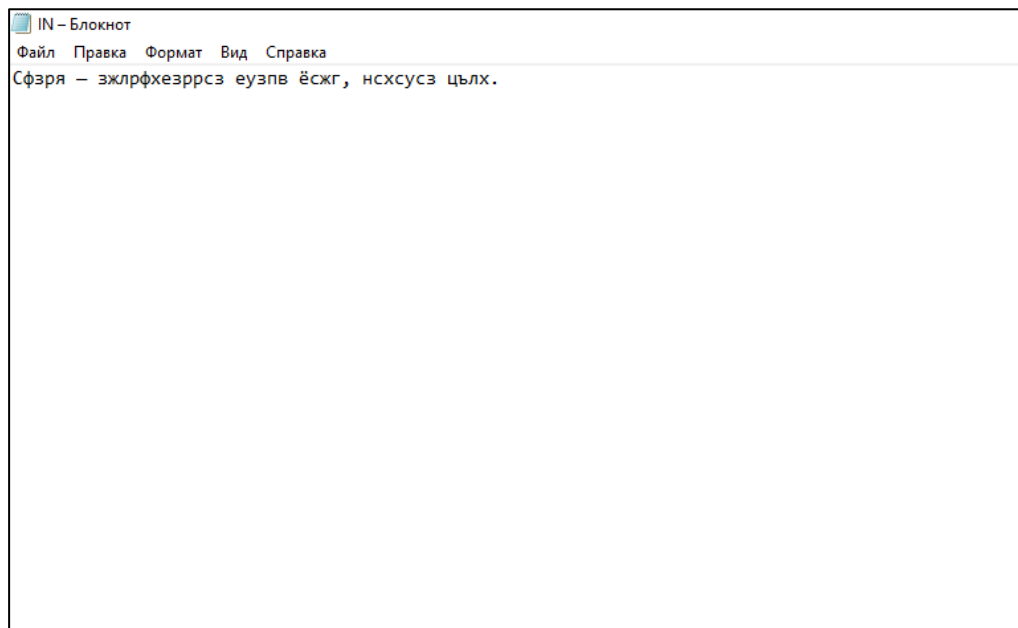 IN – Блокнот
Файл Правка Формат Вид Справка
Сфзря – зжлрфхезррсз еузпв ёсжг, нсхсусз цълх.